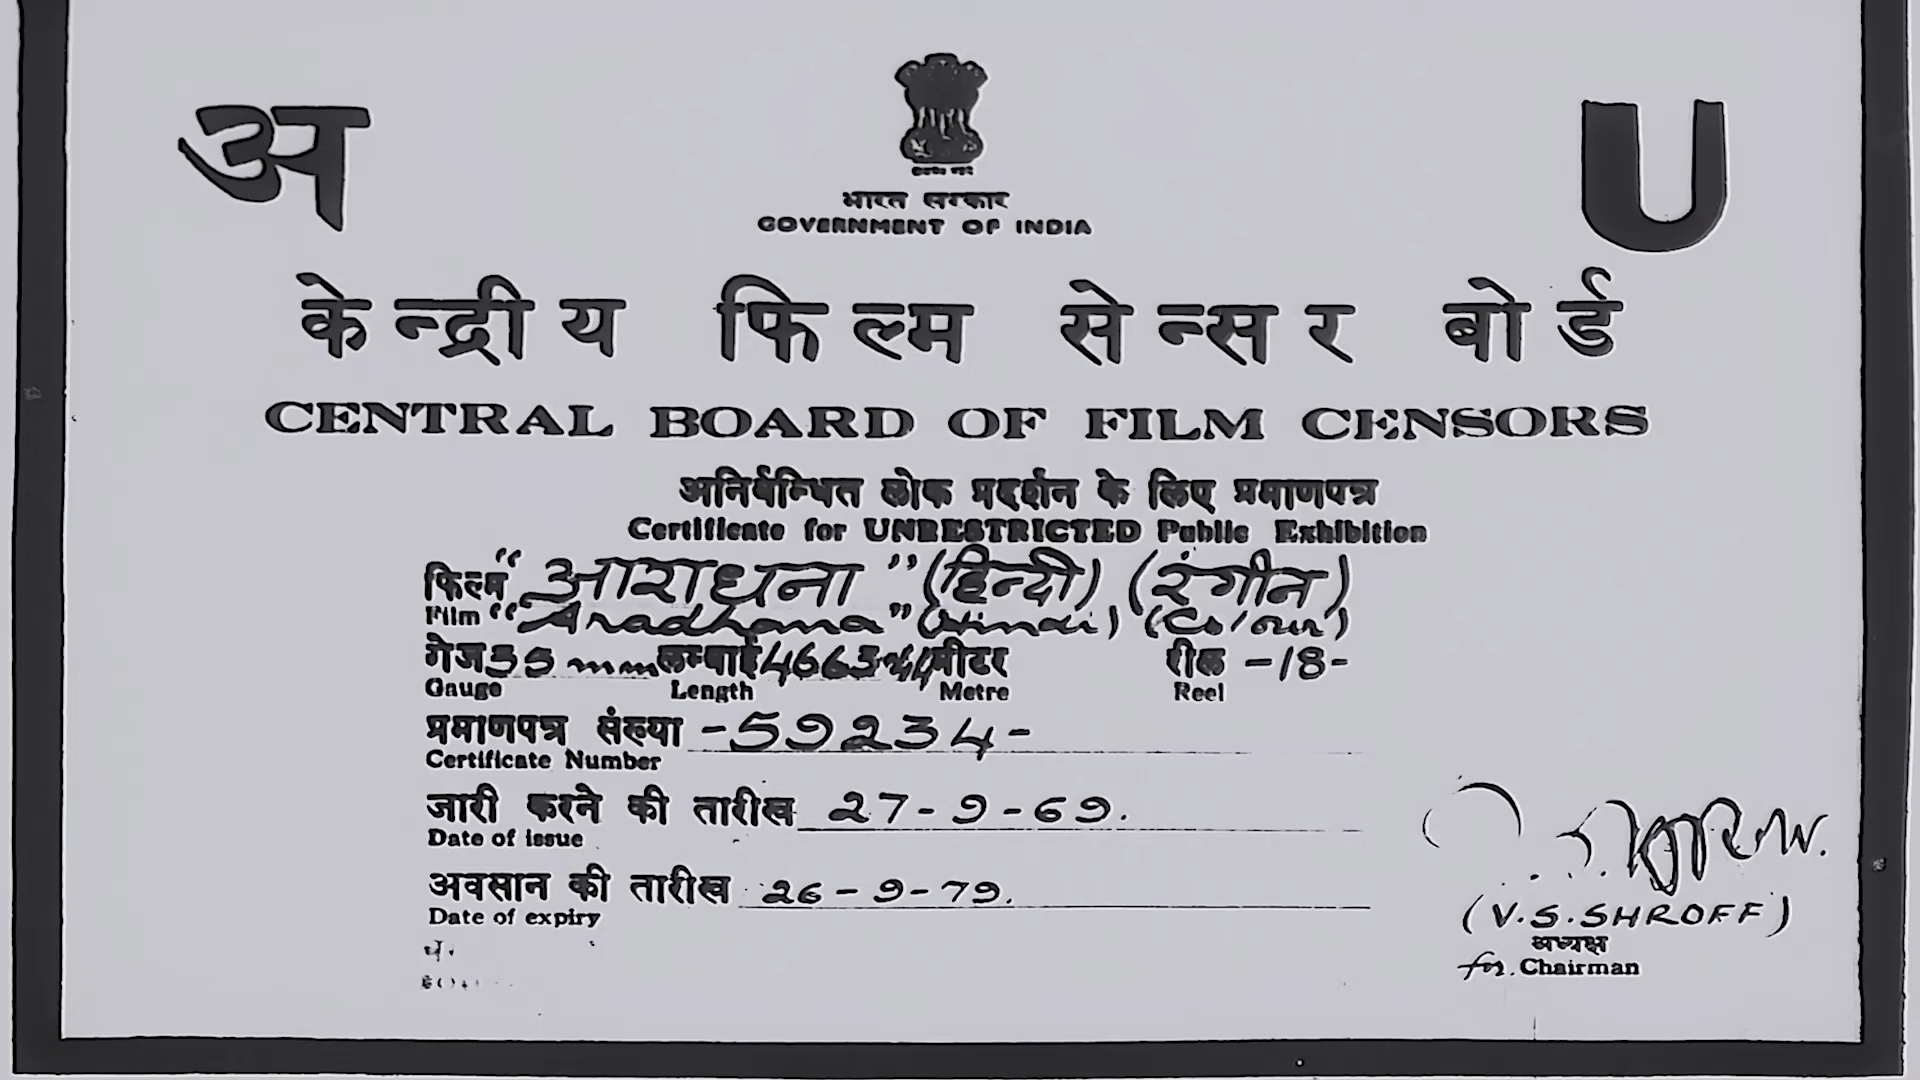 अ
U
भारत सरकार
GOVERNMENT OF INDIA
केन्द्रीय फिल्म सेन्सर बोर्ड
CENTRAL BOARD OF FILM CENSORS
अनिर्बन्धित लोक प्रदर्शन के लिए प्रमाणपत्र
Certificate for UNRESTRICTED Public Exhibition
फिल्म "आराधना" (हिन्दी) (रंगीन)
Film "Aradhana" (Hindi) (Colour)
गेज 35 mm लम्बाई 4663.44 मीटर रील -18-
Gauge Length Metre Reel
प्रमाणपत्र संख्या -59234-
Certificate Number
जारी करने की तारीख 27-9-69.
Date of issue
अवसान की तारीख 26-9-79.
Date of expiry
(V.S.SHROFF)
अध्यक्ष
for. Chairman